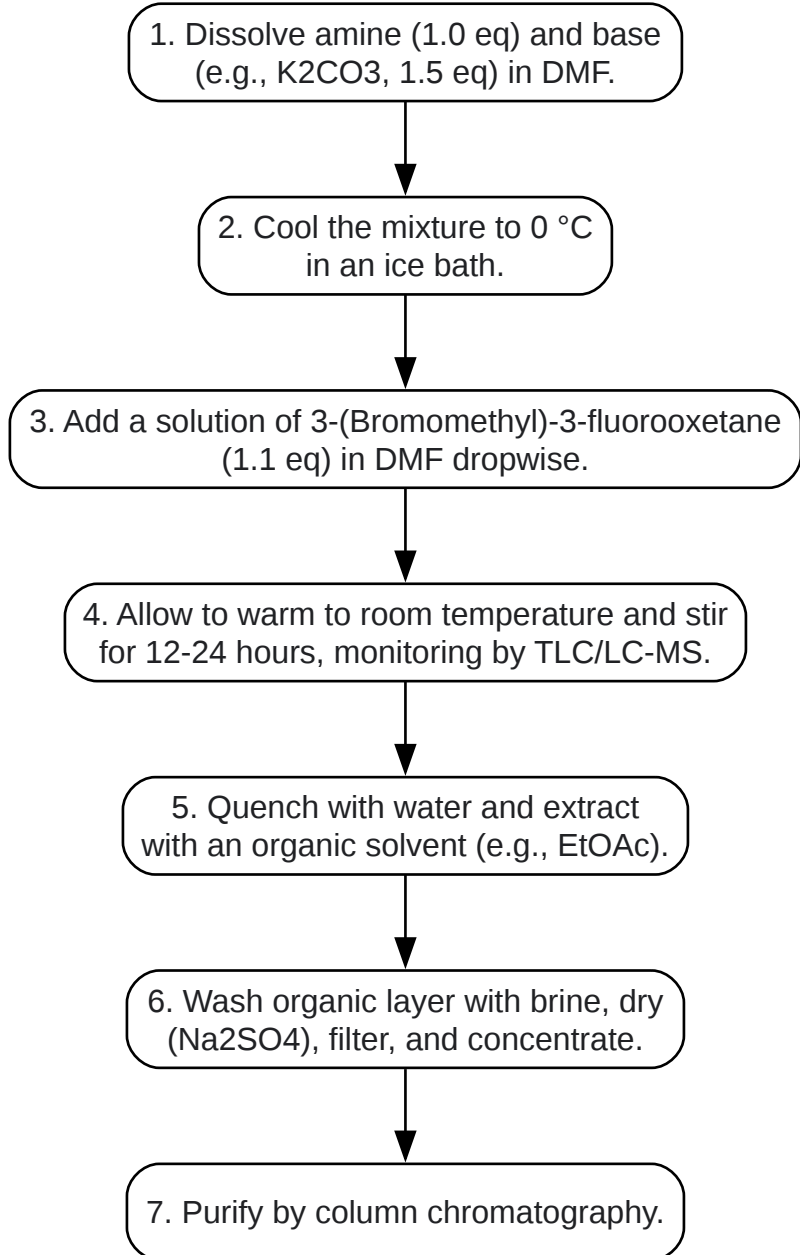 1. Dissolve amine (1.0 eq) and base
(e.g., K2CO3, 1.5 eq) in DMF.
2. Cool the mixture to 0 °C
in an ice bath.
3. Add a solution of 3-(Bromomethyl)-3-fluorooxetane
(1.1 eq) in DMF dropwise.
4. Allow to warm to room temperature and stir
for 12-24 hours, monitoring by TLC/LC-MS.
5. Quench with water and extract
with an organic solvent (e.g., EtOAc).
6. Wash organic layer with brine, dry
(Na2SO4), filter, and concentrate.
7. Purify by column chromatography.